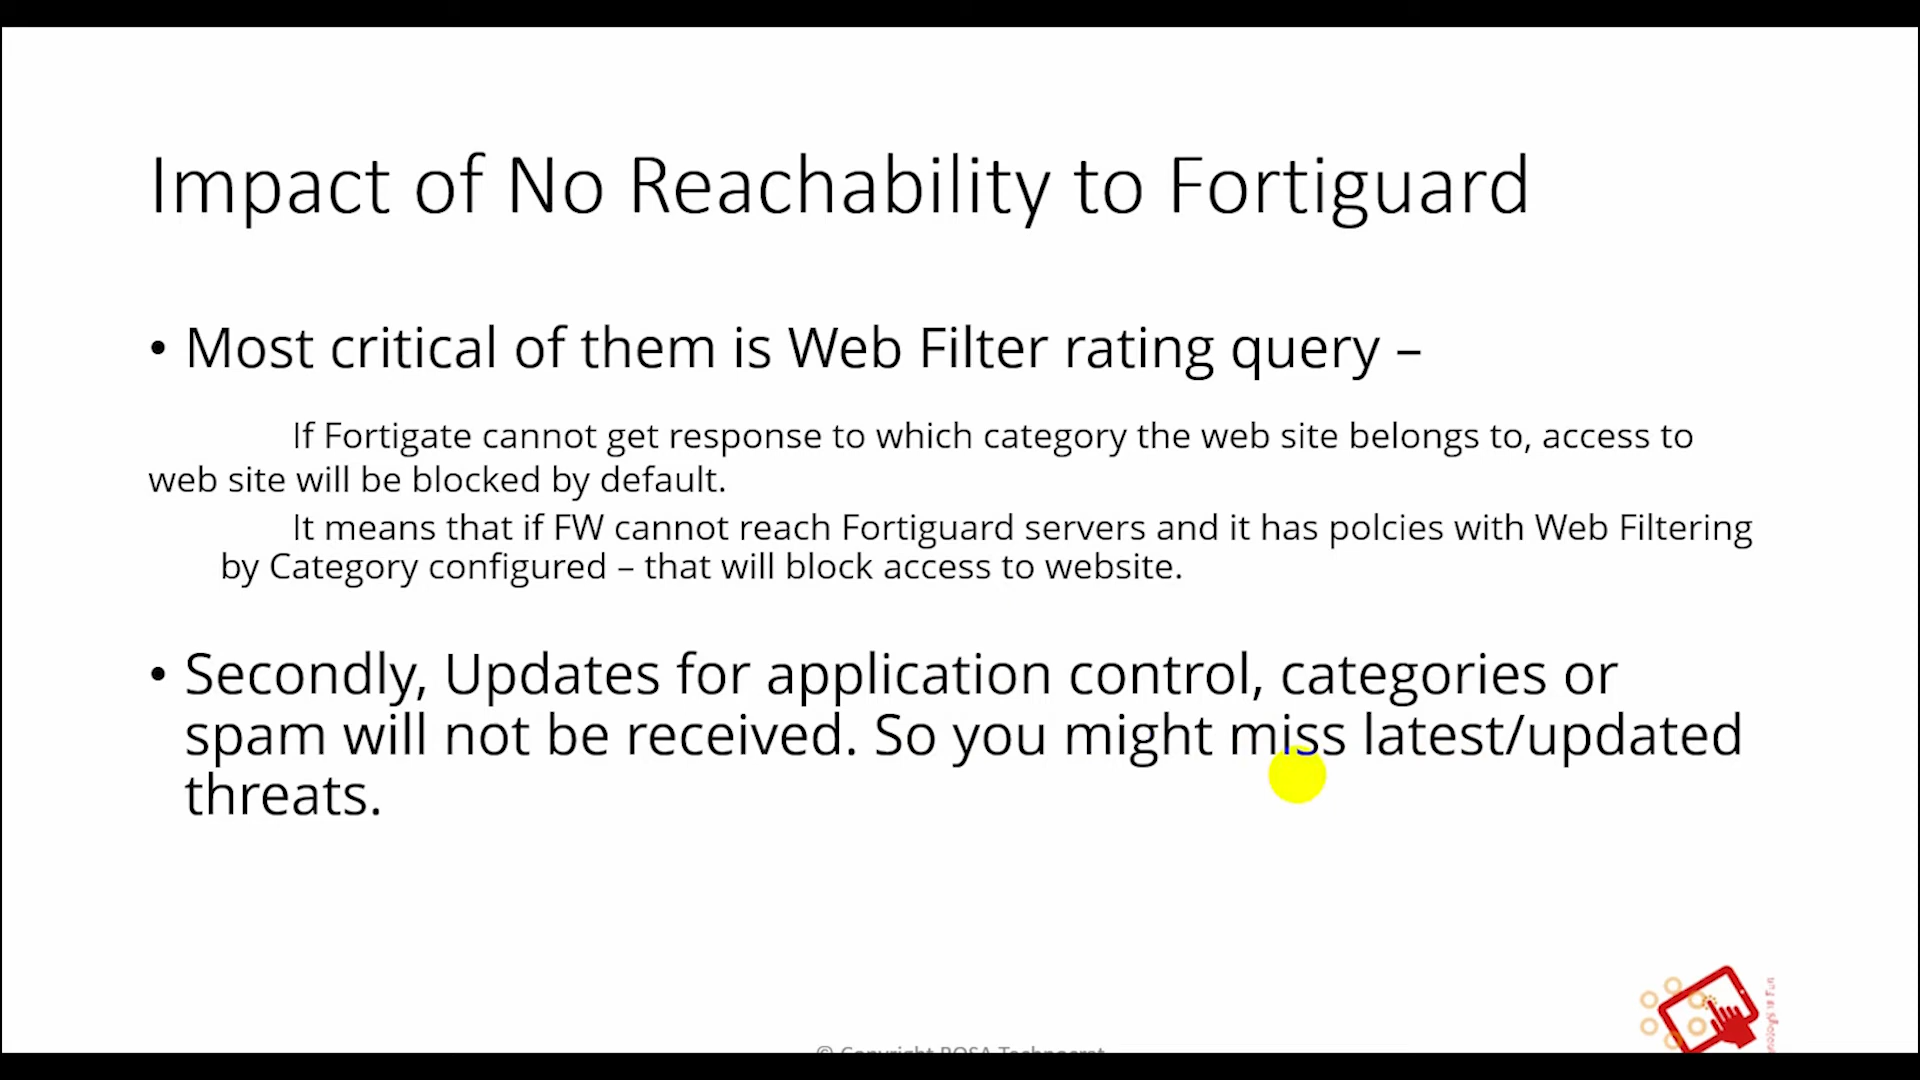 Impact of No Reachability to Fortiguard
• Most critical of them is Web Filter rating query –
If Fortigate cannot get response to which category the web site belongs to, access to
web site will be blocked by default.
It means that if FW cannot reach Fortiguard servers and it has polcies with Web Filtering
by Category configured – that will block access to website.
• Secondly, Updates for application control, categories or
spam will not be received. So you might miss latest/updated
threats.
© Copyright ROSA Technocrat